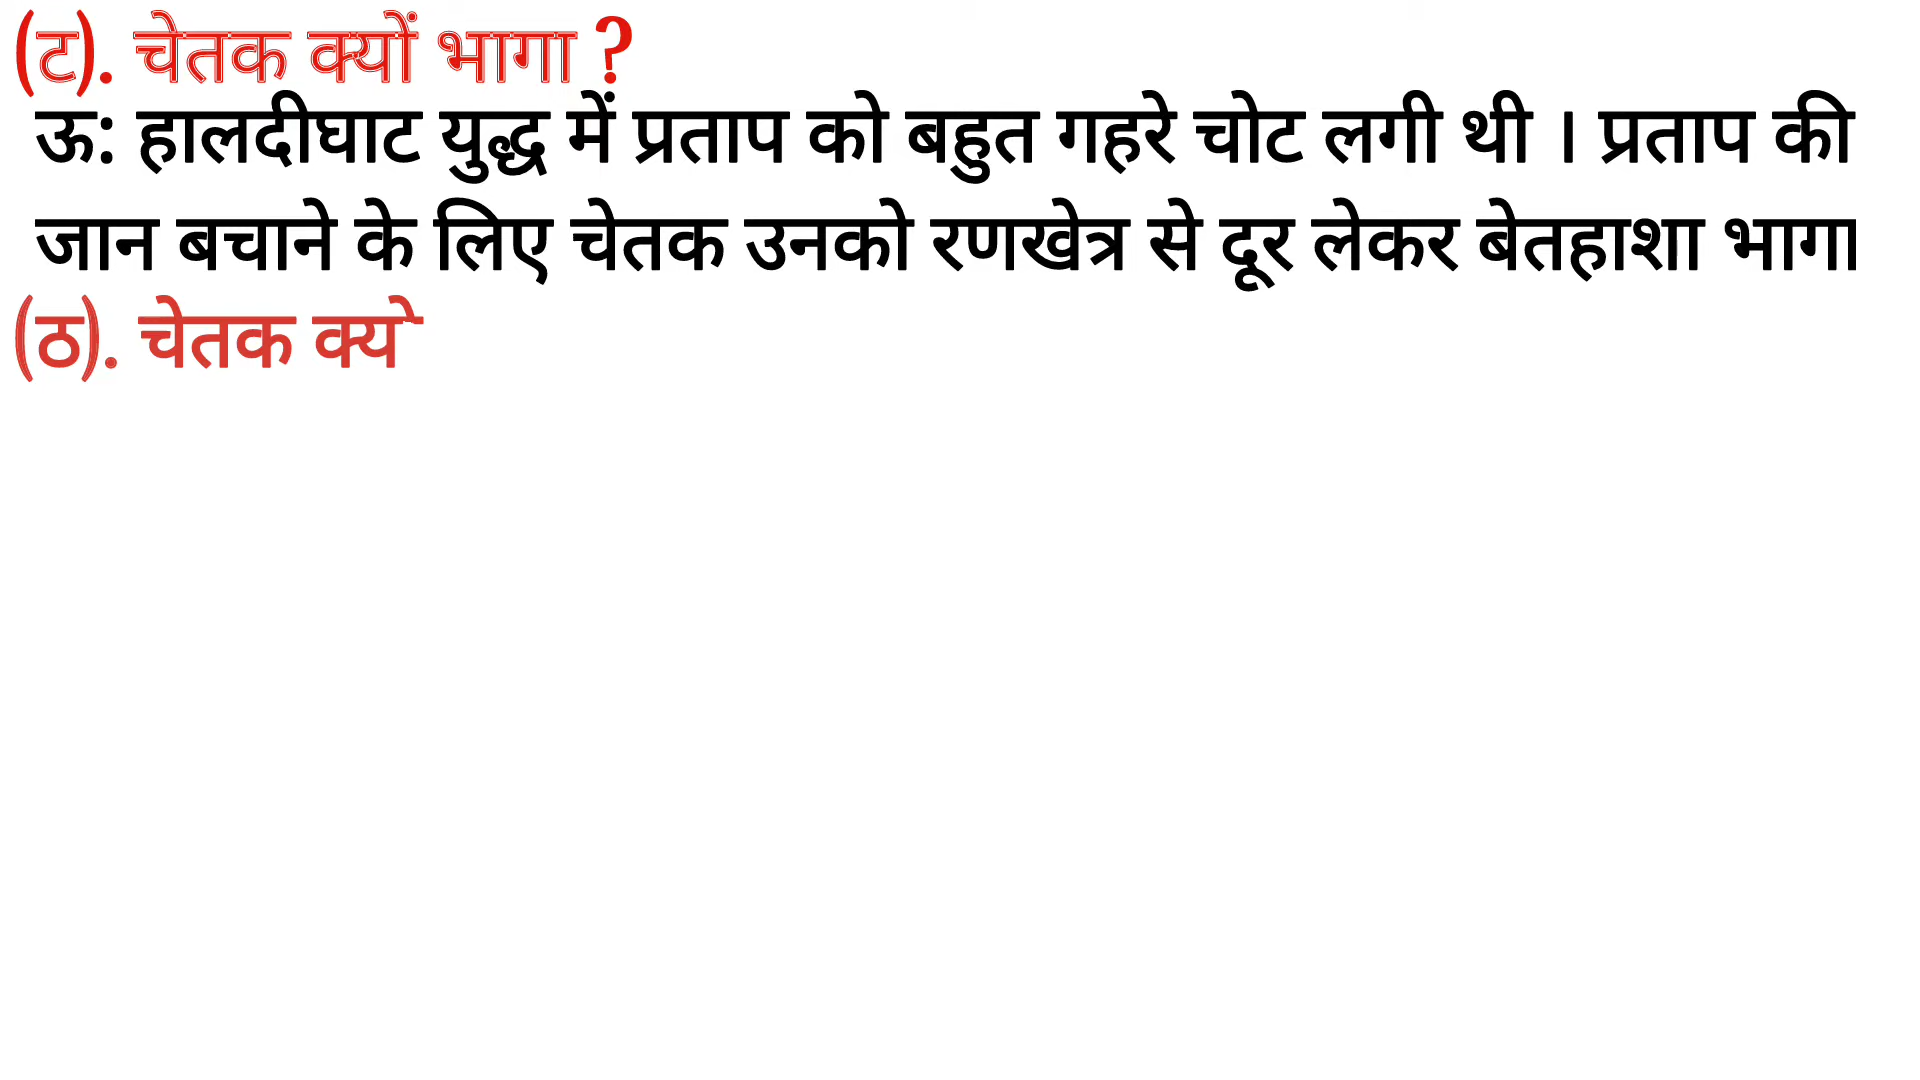 (ट). चेतक क्यों भागा ?
ऊ: हालदीघाट युद्ध में प्रताप को बहुत गहरे चोट लगी थी । प्रताप की
जान बचाने के लिए चेतक उनको रणखेत्र से दूर लेकर बेतहाशा भागा
(ठ). चेतक क्य